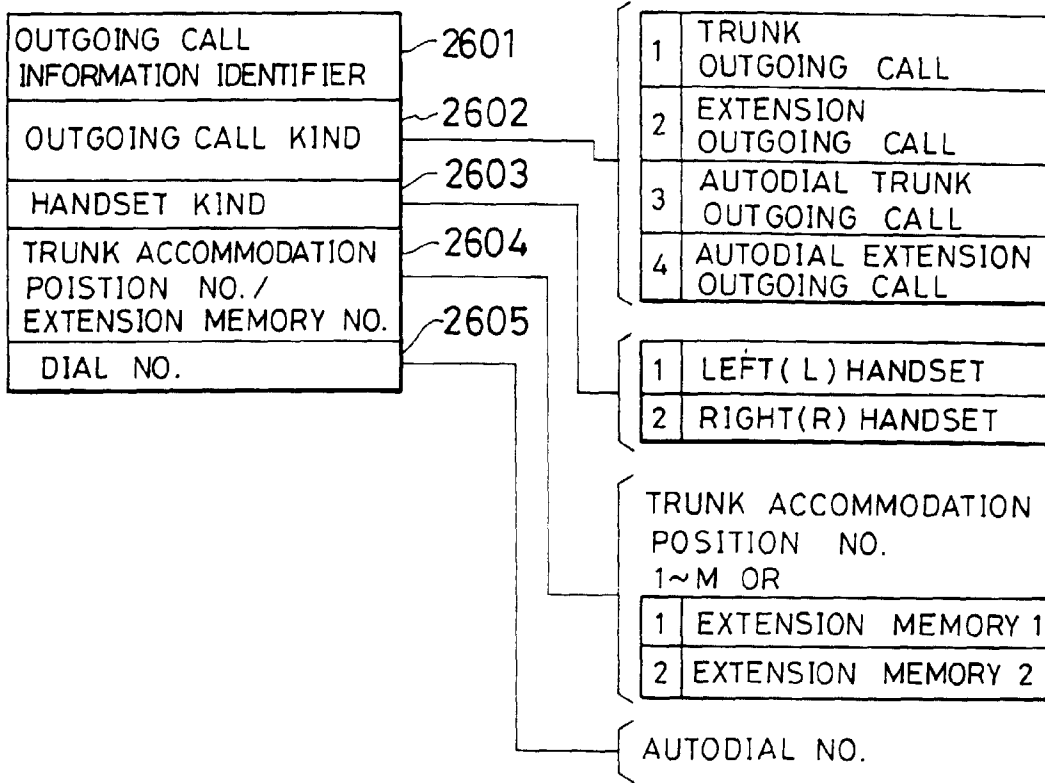 OUTGOING CALL
INFORMATION IDENTIFIER
2601
OUTGOING CALL KIND
2602
HANDSET KIND
2603
TRUNK ACCOMMODATION
POISTION NO./
EXTENSION MEMORY NO.
2604
DIAL NO.
2605
1 TRUNK
OUTGOING CALL
2 EXTENSION
OUTGOING CALL
3 AUTODIAL TRUNK
OUTGOING CALL
4 AUTODIAL EXTENSION
OUTGOING CALL
1 LEFT(L) HANDSET
2 RIGHT(R) HANDSET
TRUNK ACCOMMODATION
POSITION NO.
1~M OR
1 EXTENSION MEMORY 1
2 EXTENSION MEMORY 2
AUTODIAL NO.